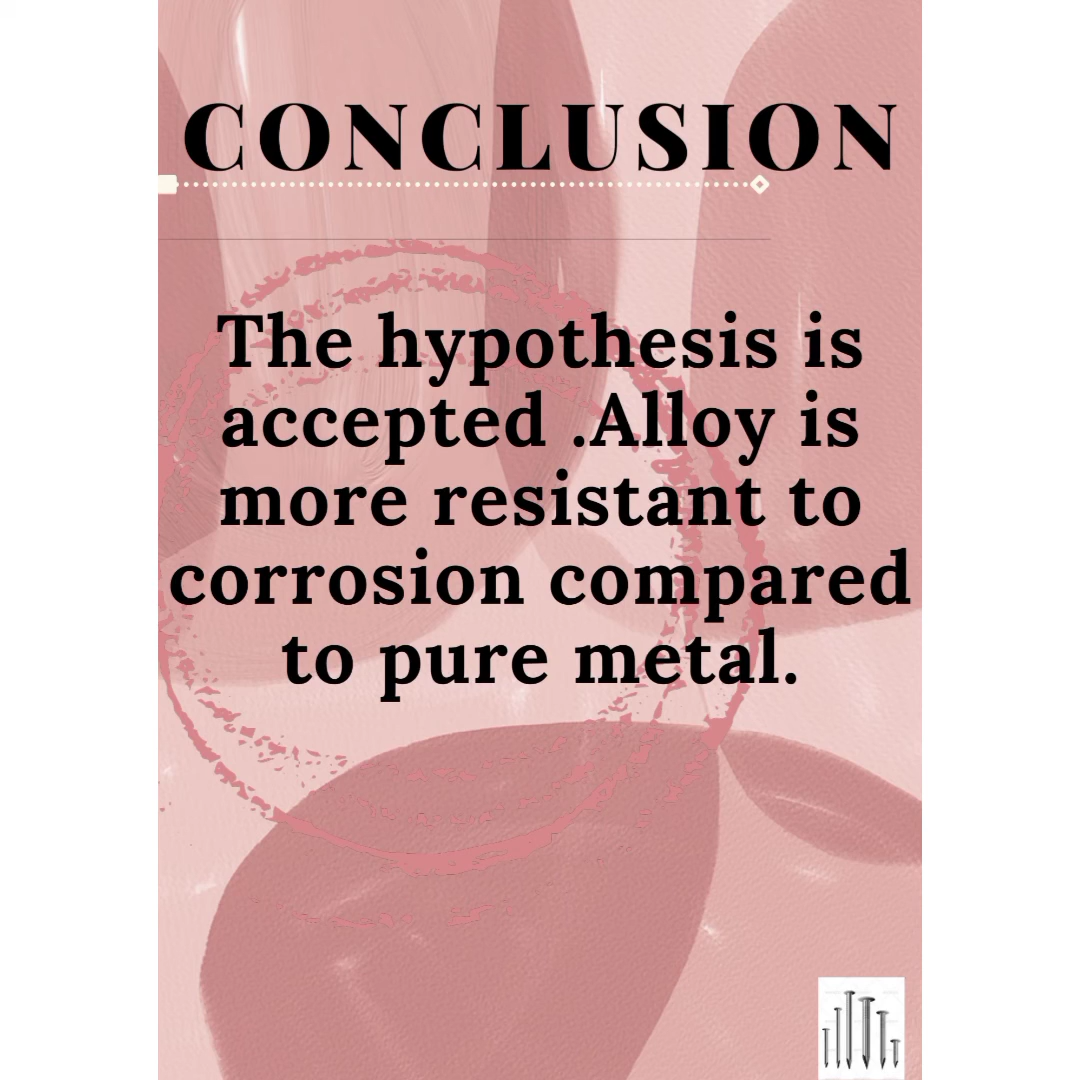 CONCLUSION
The hypothesis is
accepted .Alloy is
more resistant to
corrosion compared
to pure metal.